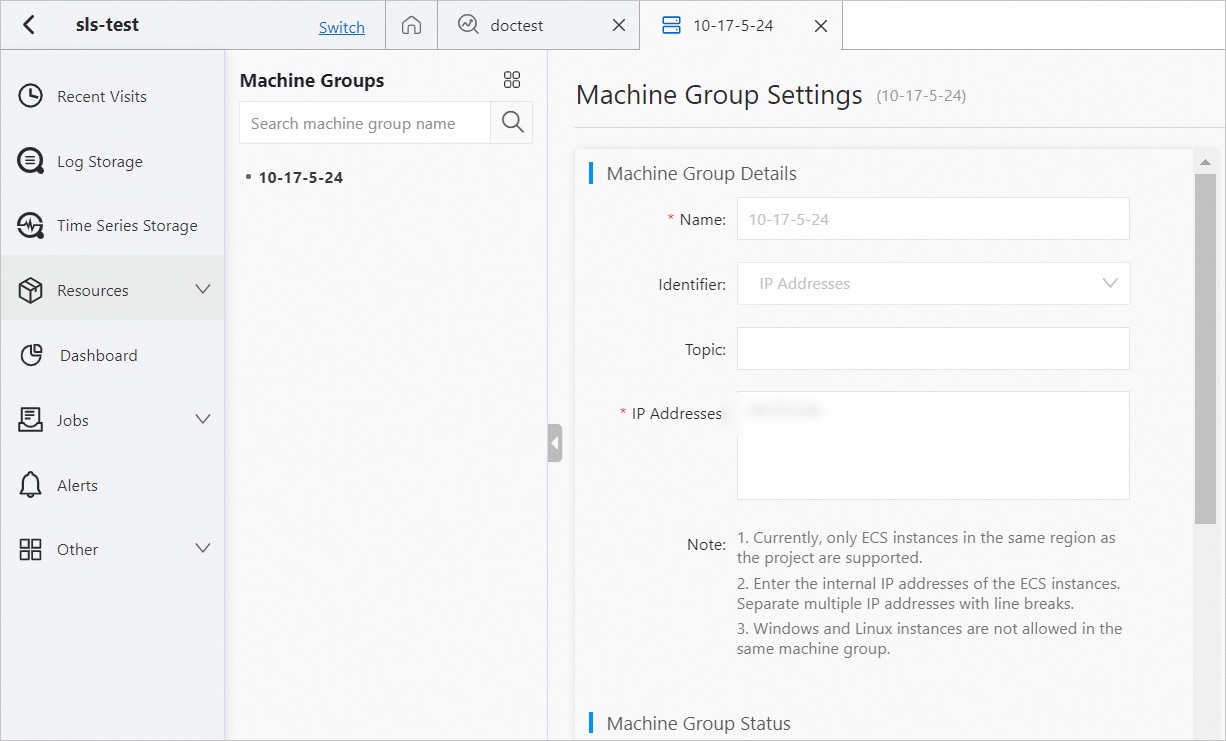 sls-test
Switch
doctest
10-17-5-24
Recent Visits
Log Storage
Time Series Storage
Resources
Dashboard
Jobs
Alerts
Other
Machine Groups
Search machine group name
10-17-5-24
Machine Group Settings (10-17-5-24)
Machine Group Details
* Name: 10-17-5-24
Identifier: IP Addresses
Topic:
* IP Addresses
Note: 1. Currently, only ECS instances in the same region as
the project are supported.
2. Enter the internal IP addresses of the ECS instances.
Separate multiple IP addresses with line breaks.
3. Windows and Linux instances are not allowed in the
same machine group.
Machine Group Status